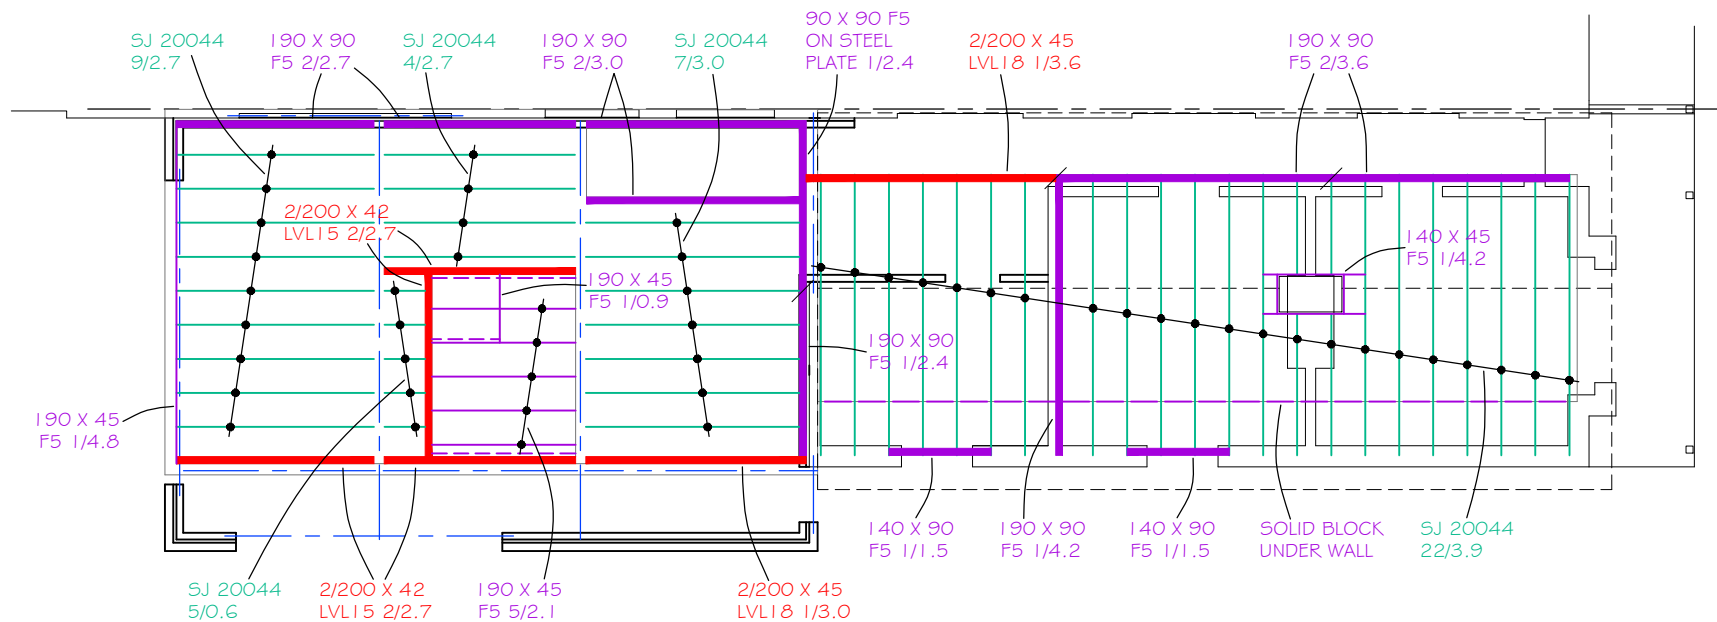 SJ 20044
9/2.7
190 X 90
F5 2/2.7
SJ 20044
4/2.7
190 X 90
F5 2/3.0
SJ 20044
7/3.0
90 X 90 F5
ON STEEL
PLATE 1/2.4
2/200 X 45
LVL18 1/3.6
190 X 90
F5 2/3.6
2/200 X 42
LVL15 2/2.7
190 X 45
F5 1/0.9
140 X 45
F5 1/4.2
190 X 90
F5 1/2.4
190 X 45
F5 1/4.8
140 X 90
F5 1/1.5
190 X 90
F5 1/4.2
140 X 90
F5 1/1.5
SOLID BLOCK
UNDER WALL
SJ 20044
22/3.9
SJ 20044
5/0.6
2/200 X 42
LVL15 2/2.7
190 X 45
F5 5/2.1
2/200 X 45
LVL18 1/3.0